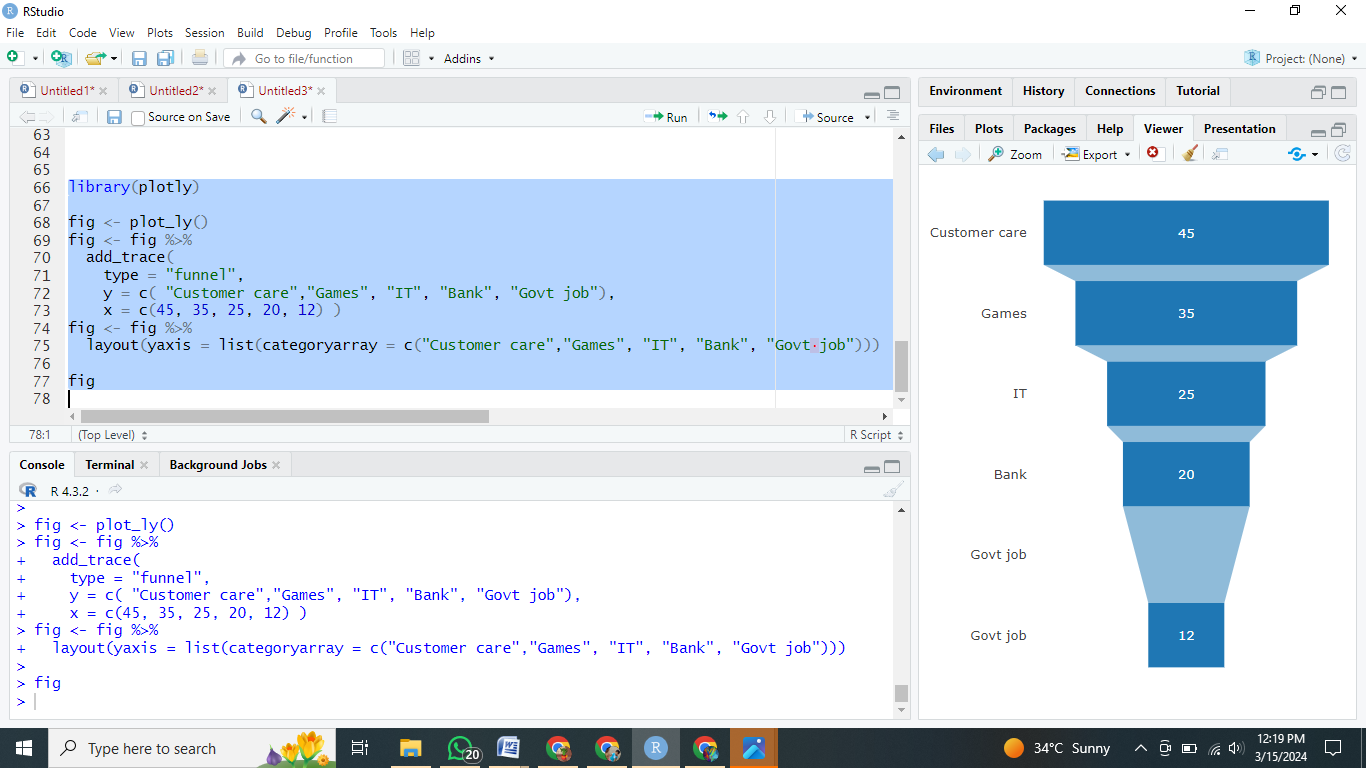 RStudio
File Edit Code View Plots Session Build Debug Profile Tools Help
Go to file/function
Addins
Project: (None)
Untitled1*
Untitled2*
Untitled3*
Source on Save
Run
Source
63
64
65
66 library(plotly)
67
68 fig <- plot_ly()
69 fig <- fig %>%
70 add_trace(
71 type = "funnel",
72 y = c( "Customer care","Games", "IT", "Bank", "Govt job"),
73 x = c(45, 35, 25, 20, 12) )
74 fig <- fig %>%
75 layout(yaxis = list(categoryarray = c("Customer care","Games", "IT", "Bank", "Govt·job")))
76
77 fig
78
78:1 (Top Level) R Script
Console Terminal Background Jobs
R 4.3.2 ·
>
> fig <- plot_ly()
> fig <- fig %>%
+ add_trace(
+ type = "funnel",
+ y = c( "Customer care","Games", "IT", "Bank", "Govt job"),
+ x = c(45, 35, 25, 20, 12) )
> fig <- fig %>%
+ layout(yaxis = list(categoryarray = c("Customer care","Games", "IT", "Bank", "Govt job")))
>
> fig
>
Environment History Connections Tutorial
Files Plots Packages Help Viewer Presentation
Zoom Export
Customer care 45
Games 35
IT 25
Bank 20
Govt job
Govt job 12
Type here to search
20
34°C Sunny
12:19 PM
3/15/2024